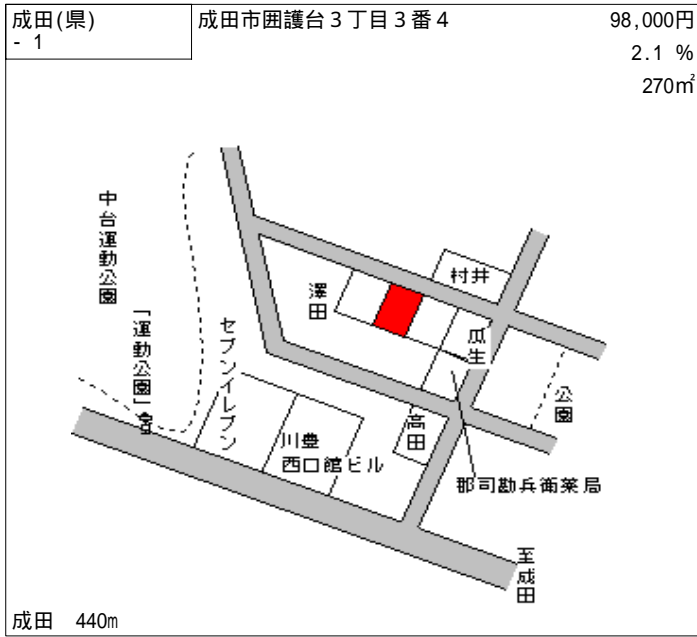 成田(県)
- 1
成田市囲護台３丁目３番４
98,000円
2.1 %
270㎡
中台運動公園
「運動公園」
セブンイレブン
澤田
村井
瓜生
公園
高田
川豊
西口館ビル
郡司勘兵衛薬局
至成田
成田 440m